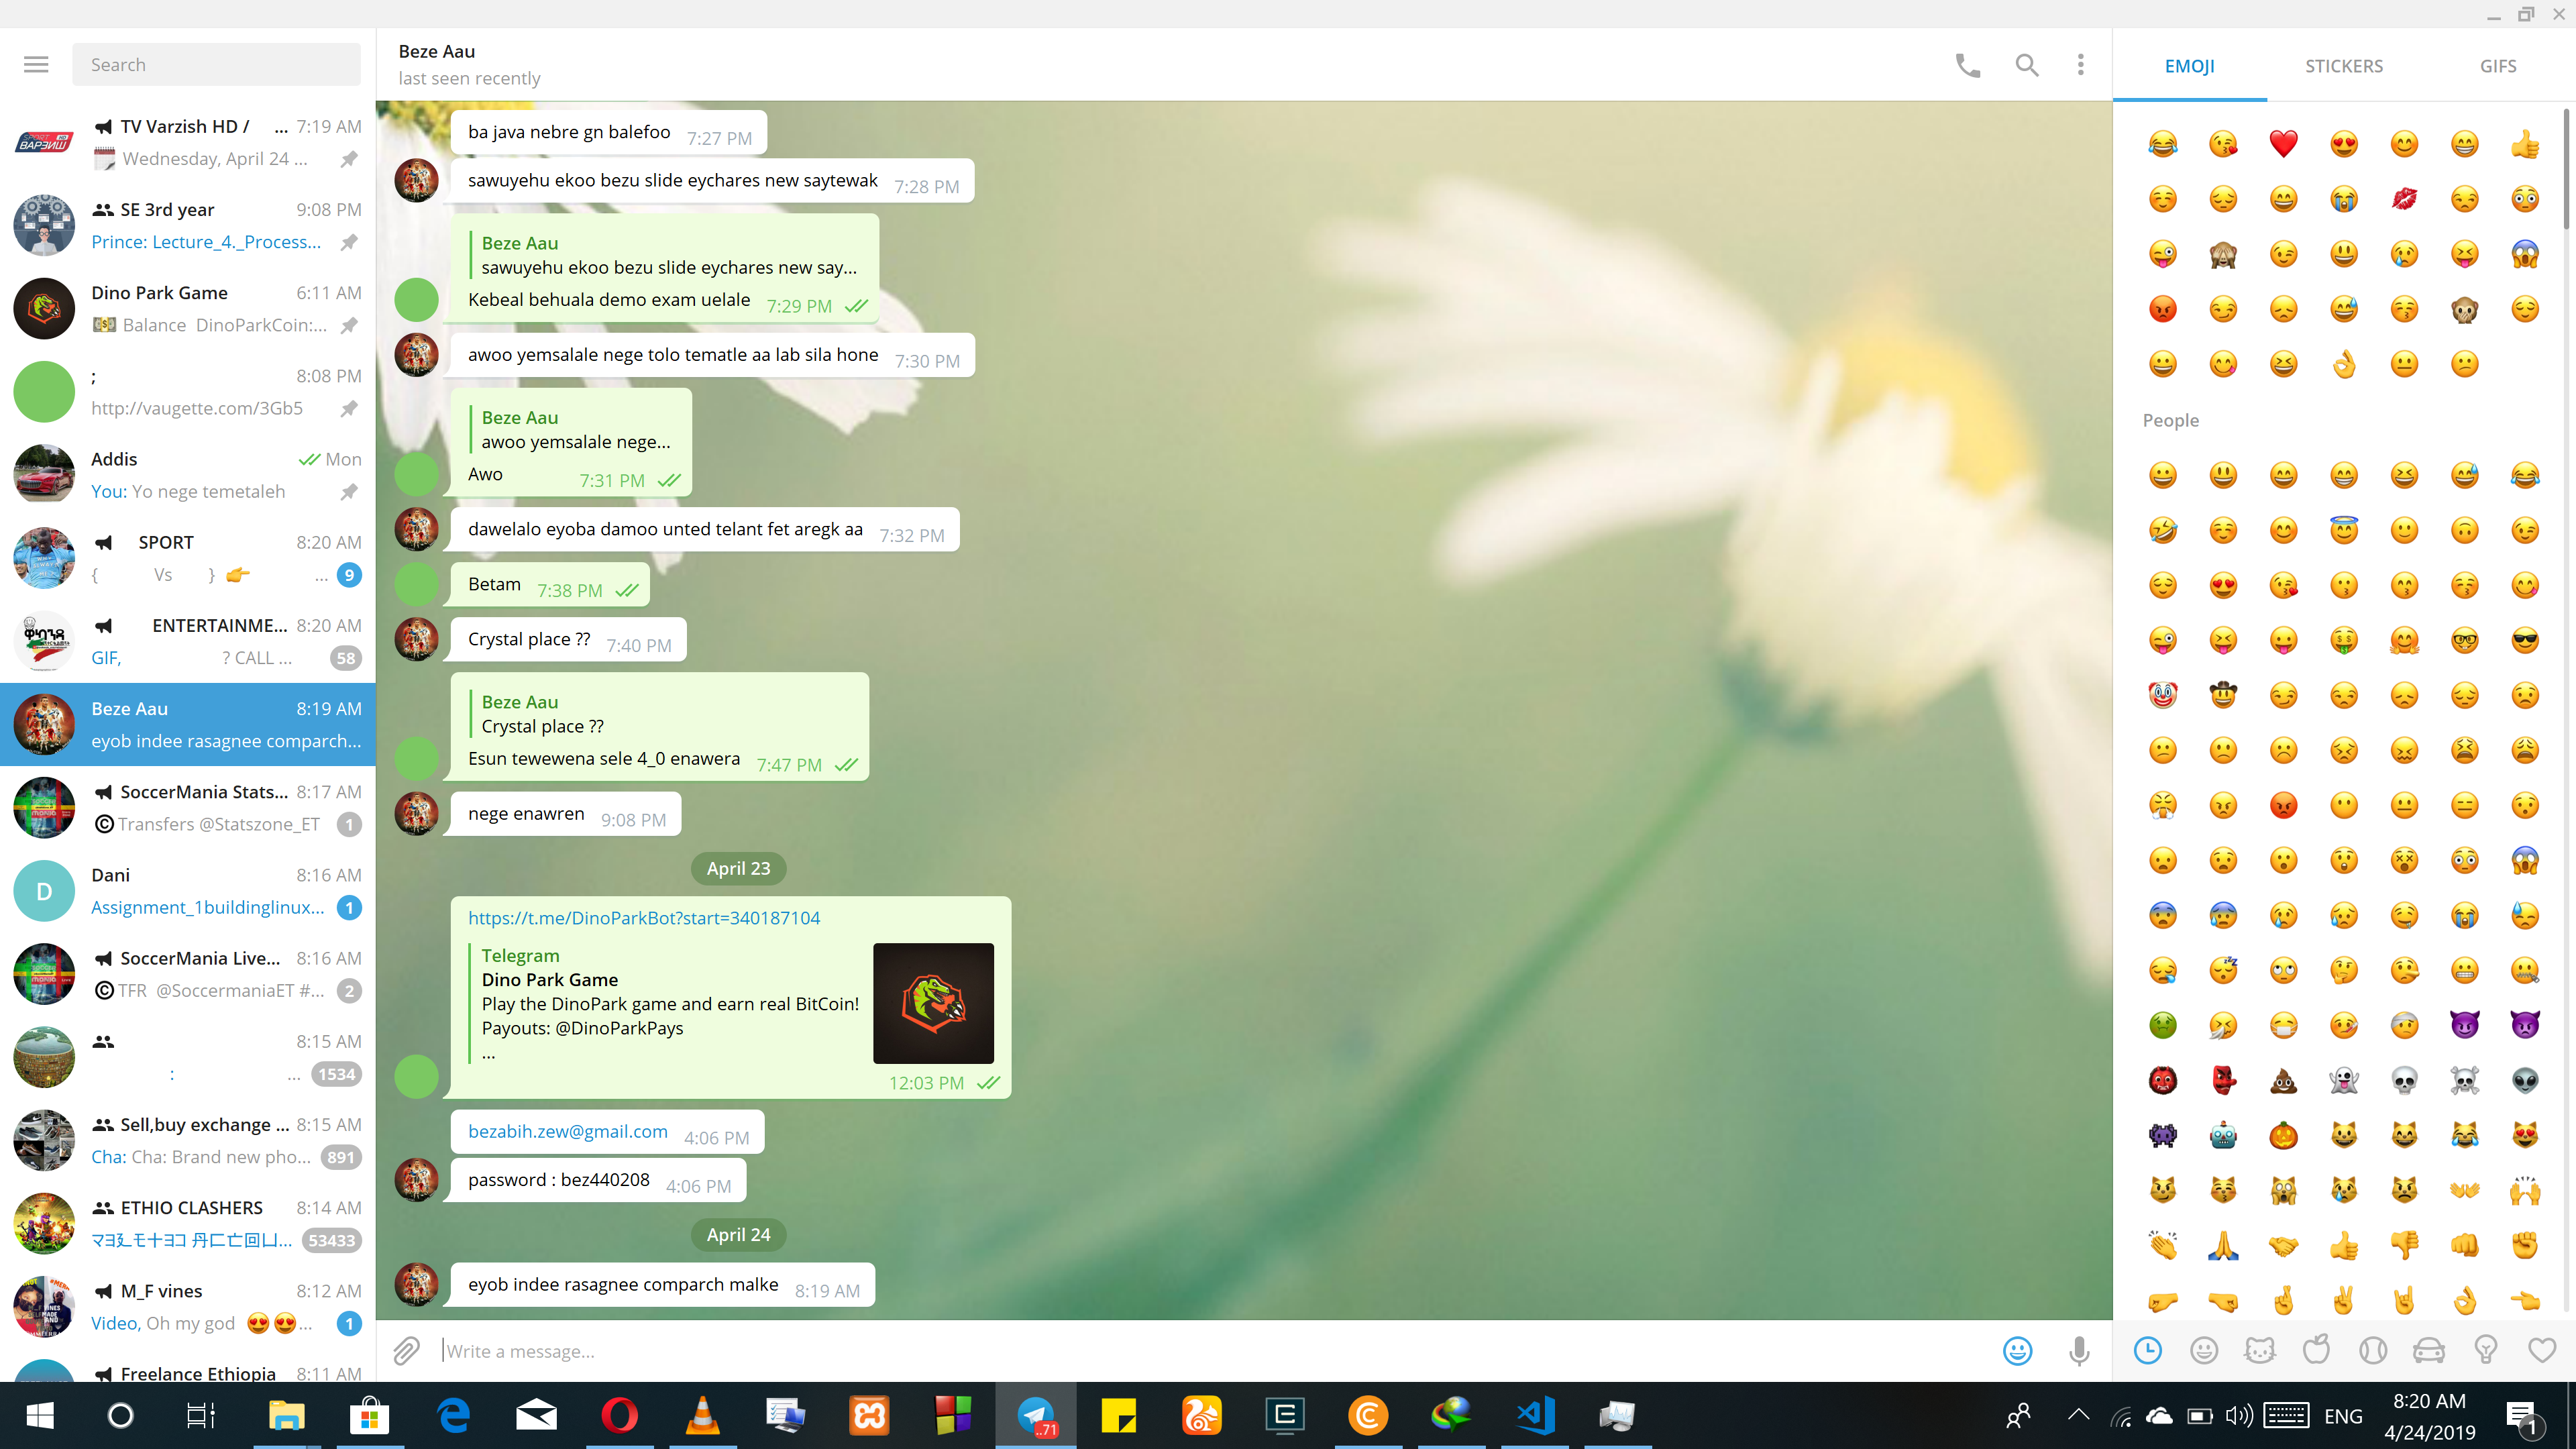 Search
TV Varzish HD / ... 7:19 AM
Wednesday, April 24 ...
SE 3rd year 9:08 PM
Prince: Lecture_4._Process...
Dino Park Game 6:11 AM
Balance DinoParkCoin:...
; 8:08 PM
http://vaugette.com/3Gb5
Addis Mon
You: Yo nege temetaleh
SPORT 8:20 AM
{ Vs } ... 9
ENTERTAINME... 8:20 AM
GIF, ? CALL ... 58
Beze Aau 8:19 AM
eyob indee rasagnee comparch...
SoccerMania Stats... 8:17 AM
©Transfers @Statszone_ET 1
D
Dani 8:16 AM
Assignment_1buildinglinux... 1
SoccerMania Live... 8:16 AM
©TFR @SoccermaniaET #... 2
8:15 AM
: ... 1534
Sell,buy exchange ... 8:15 AM
Cha: Cha: Brand new pho... 891
ETHIO CLASHERS 8:14 AM
53433
M_F vines 8:12 AM
Video, Oh my god 😍😍... 1
Freelance Ethiopia 8:11 AM
Beze Aau
last seen recently
ba java nebre gn balefoo 7:27 PM
sawuyehu ekoo bezu slide eychares new saytewak 7:28 PM
Beze Aau
sawuyehu ekoo bezu slide eychares new say...
Kebeal behuala demo exam uelale 7:29 PM
awoo yemsalale nege tolo tematle aa lab sila hone 7:30 PM
Beze Aau
awoo yemsalale nege...
Awo 7:31 PM
dawelalo eyoba damoo unted telant fet aregk aa 7:32 PM
Betam 7:38 PM
Crystal place ?? 7:40 PM
Beze Aau
Crystal place ??
Esun tewewena sele 4_0 enawera 7:47 PM
nege enawren 9:08 PM
April 23
https://t.me/DinoParkBot?start=340187104
Telegram
Dino Park Game
Play the DinoPark game and earn real BitCoin!
Payouts: @DinoParkPays
...
12:03 PM
bezabih.zew@gmail.com 4:06 PM
password : bez440208 4:06 PM
April 24
eyob indee rasagnee comparch malke 8:19 AM
Write a message...
EMOJI STICKERS GIFS
People
..71
ENG
8:20 AM
4/24/2019
1